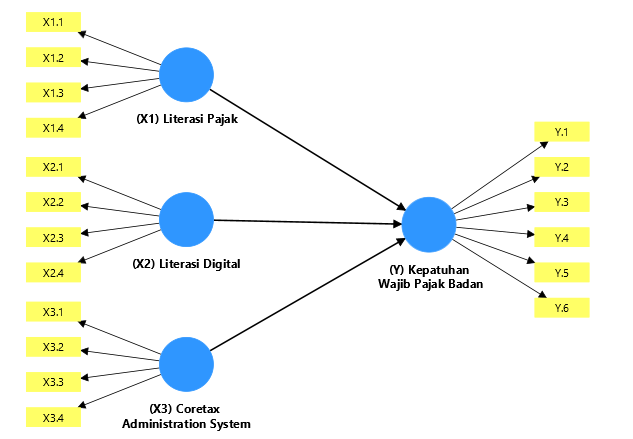 X1.1
X1.2
X1.3
X1.4
(X1) Literasi Pajak
X2.1
X2.2
X2.3
X2.4
(X2) Literasi Digital
X3.1
X3.2
X3.3
X3.4
(X3) Coretax
Administration System
(Y) Kepatuhan
Wajib Pajak Badan
Y.1
Y.2
Y.3
Y.4
Y.5
Y.6